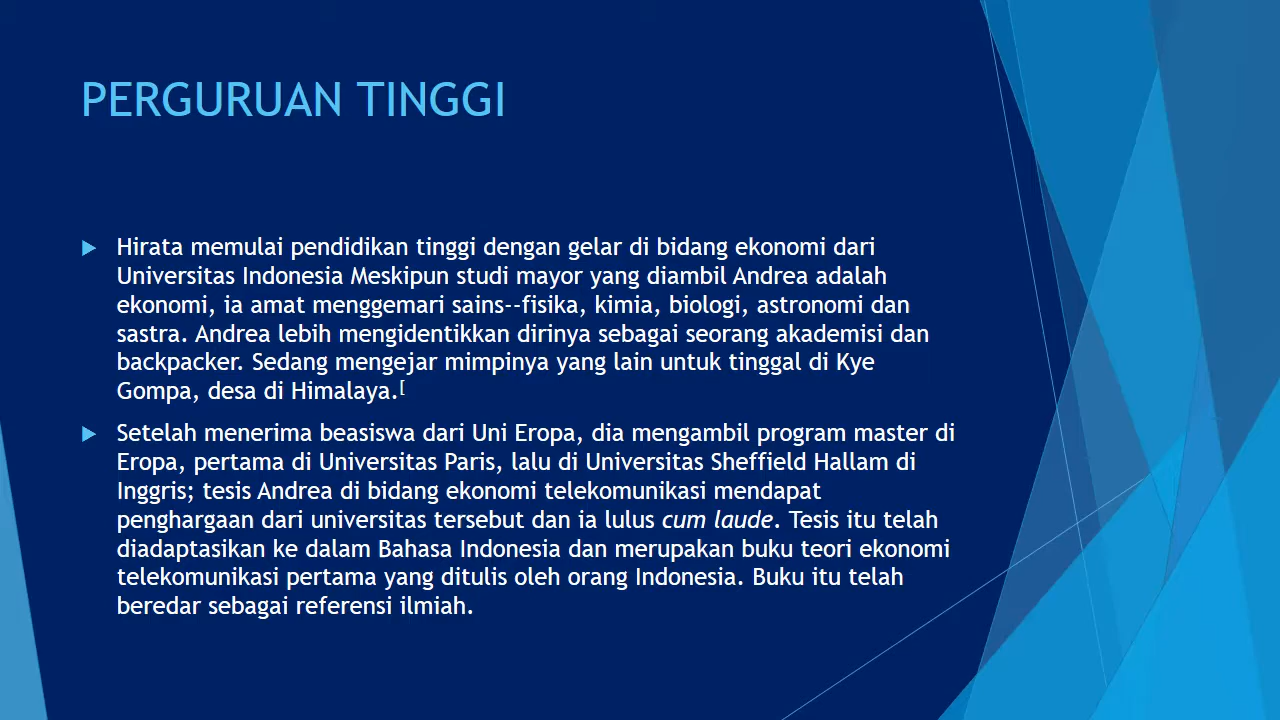 PERGURUAN TINGGI
Hirata memulai pendidikan tinggi dengan gelar di bidang ekonomi dari
Universitas Indonesia Meskipun studi mayor yang diambil Andrea adalah
ekonomi, ia amat menggemari sains--fisika, kimia, biologi, astronomi dan
sastra. Andrea lebih mengidentikkan dirinya sebagai seorang akademisi dan
backpacker. Sedang mengejar mimpinya yang lain untuk tinggal di Kye
Gompa, desa di Himalaya.[
Setelah menerima beasiswa dari Uni Eropa, dia mengambil program master di
Eropa, pertama di Universitas Paris, lalu di Universitas Sheffield Hallam di
Inggris; tesis Andrea di bidang ekonomi telekomunikasi mendapat
penghargaan dari universitas tersebut dan ia lulus cum laude. Tesis itu telah
diadaptasikan ke dalam Bahasa Indonesia dan merupakan buku teori ekonomi
telekomunikasi pertama yang ditulis oleh orang Indonesia. Buku itu telah
beredar sebagai referensi ilmiah.